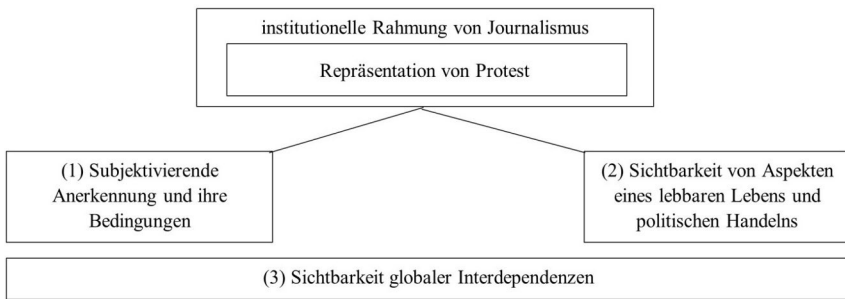 institutionelle Rahmung von Journalismus
Repräsentation von Protest
(1) Subjektivierende
Anerkennung und ihre
Bedingungen
(2) Sichtbarkeit von Aspekten
eines lebbaren Lebens und
politischen Handelns
(3) Sichtbarkeit globaler Interdependenzen